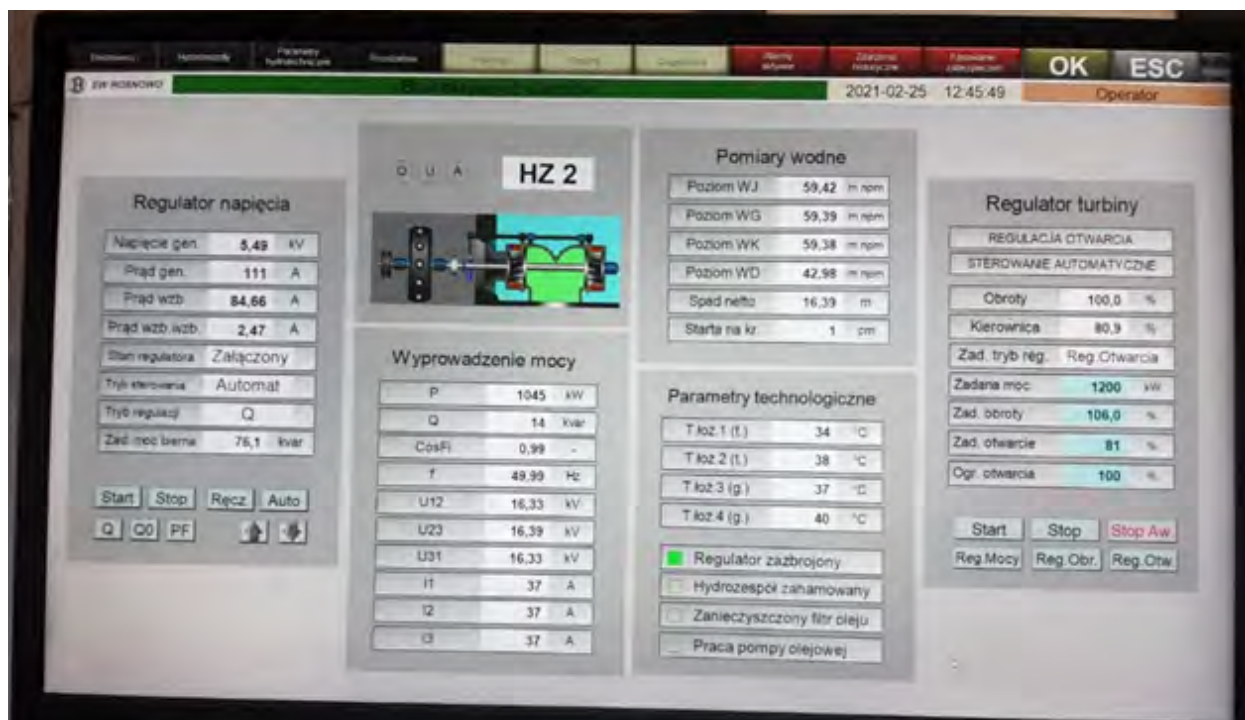 Parametry
hydrotechniczne
OK
ESC
EW ROSNOWO
2021-02-25 12:45:49
Operator
HZ 2
Regulator napięcia
Napięcie gen. 5,49 kV
Prąd gen. 111 A
Prąd wzb. 84,66 A
Prąd wzb.wzb. 2,47 A
Stan regulatora Załączony
Tryb sterowania Automat
Tryb regulacji Q
Zad. moc bierna 76,1 kvar
Start Stop Ręcz. Auto
Q Q0 PF
Wyprowadzenie mocy
P 1045 kW
Q 14 kvar
CosFi 0,99 -
f 49,99 Hz
U12 16,33 kV
U23 16,39 kV
U31 16,33 kV
I1 37 A
I2 37 A
I3 37 A
Pomiary wodne
Poziom WJ 59,42 m npm
Poziom WG 59,39 m npm
Poziom WK 59,38 m npm
Poziom WD 42,98 m npm
Spad netto 16,39 m
Starta na kr. 1 cm
Parametry technologiczne
T.łoż.1 (t.) 34 °C
T.łoż.2 (t.) 38 °C
T.łoż.3 (g.) 37 °C
T.łoż.4 (g.) 40 °C
Regulator zazbrojony
Hydrozespół zahamowany
Zanieczyszczony filtr oleju
Praca pompy olejowej
Regulator turbiny
REGULACJA OTWARCIA
STEROWANIE AUTOMATYCZNE
Obroty 100,0 %
Kierownica 80,9 %
Zad. tryb reg. Reg.Otwarcia
Zadana moc 1200 kW
Zad. obroty 106,0 %
Zad. otwarcie 81 %
Ogr. otwarcia 100 %
Start Stop Stop Aw.
Reg.Mocy Reg.Obr. Reg.Otw.